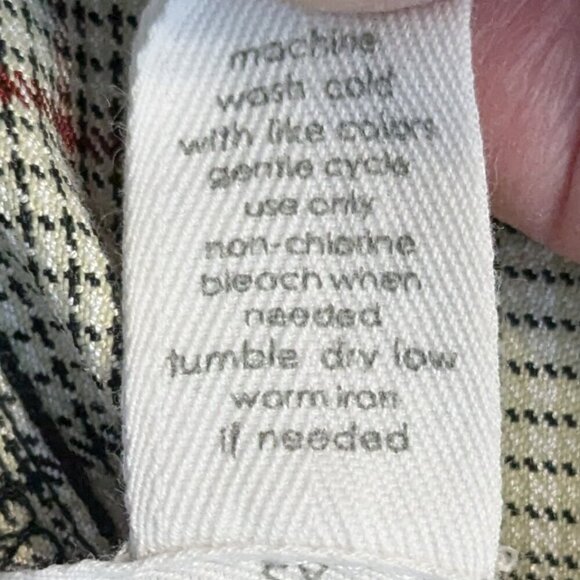 machine
wash cold
with like colors
gentle cycle
use only
non-chlorine
bleach when
needed
tumble dry low
warm iron
if needed